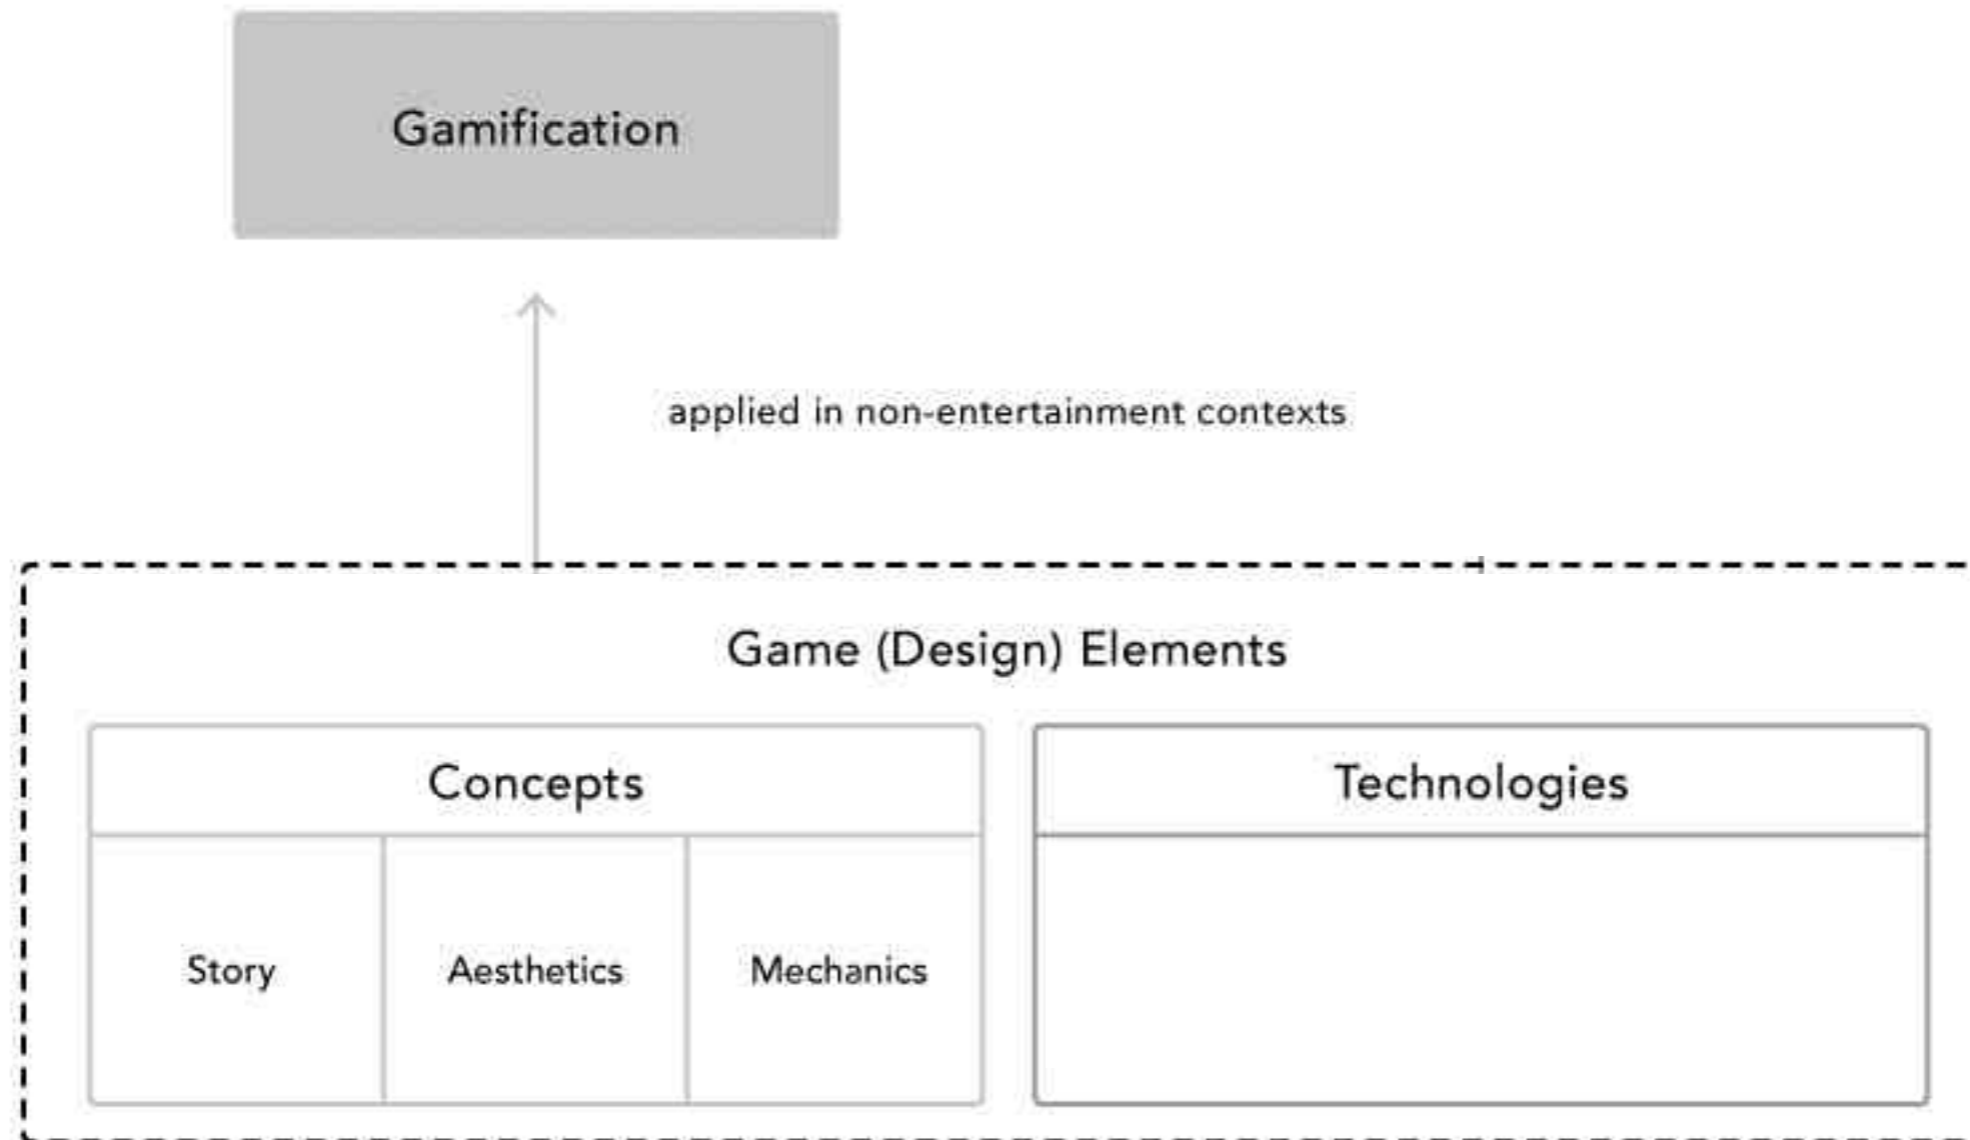 Gamification
applied in non-entertainment contexts
Game (Design) Elements
Concepts
Technologies
Story
Aesthetics
Mechanics